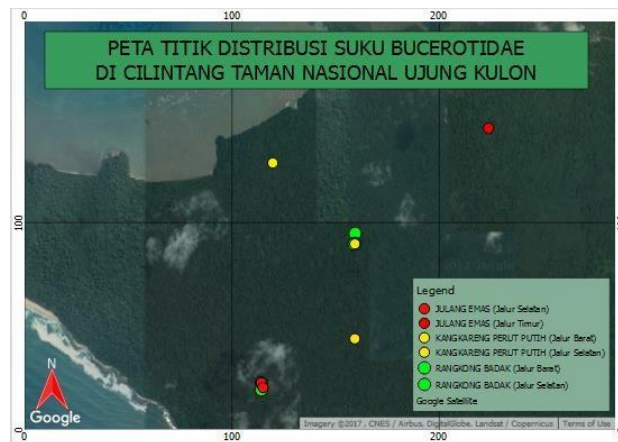 0
100
200
PETA TITIK DISTRIBUSI SUKU BUCEROTIDAE
DI CILINTANG TAMAN NASIONAL UJUNG KULON
100
100
Legend
JULANG EMAS (Jalur Selatan)
JULANG EMAS (Jalur Timur)
KANGKARENG PERUT PUTIH (Jalur Barat)
KANGKARENG PERUT PUTIH (Jalur Selatan)
RANGKONG BADAK (Jalur Barat)
RANGKONG BADAK (Jalur Selatan)
Google Satellite
N
Google
Imagery ©2017 , CNES / Airbus, DigitalGlobe, Landsat / Copernicus | Terms of Use
0
0
100
200